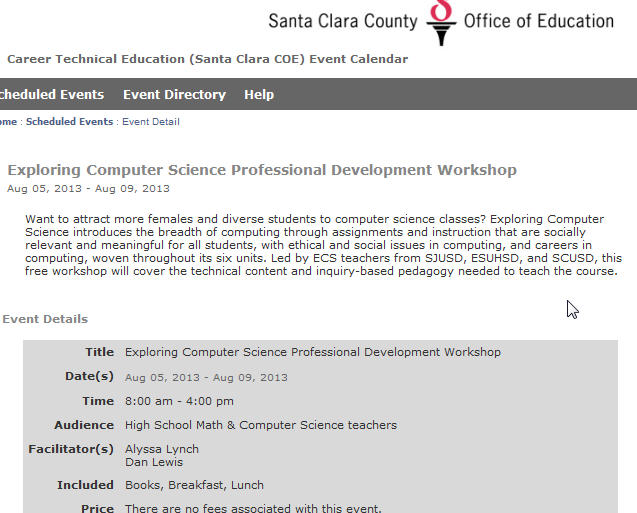 Santa Clara County Office of Education
Career Technical Education (Santa Clara COE) Event Calendar
cheduled Events Event Directory Help
ome : Scheduled Events : Event Detail
Exploring Computer Science Professional Development Workshop
Aug 05, 2013 - Aug 09, 2013
Want to attract more females and diverse students to computer science classes? Exploring Computer
Science introduces the breadth of computing through assignments and instruction that are socially
relevant and meaningful for all students, with ethical and social issues in computing, and careers in
computing, woven throughout its six units. Led by ECS teachers from SJUSD, ESUHSD, and SCUSD, this
free workshop will cover the technical content and inquiry-based pedagogy needed to teach the course.
Event Details
Title Exploring Computer Science Professional Development Workshop
Date(s) Aug 05, 2013 - Aug 09, 2013
Time 8:00 am - 4:00 pm
Audience High School Math & Computer Science teachers
Facilitator(s) Alyssa Lynch
Dan Lewis
Included Books, Breakfast, Lunch
Price There are no fees associated with this event.